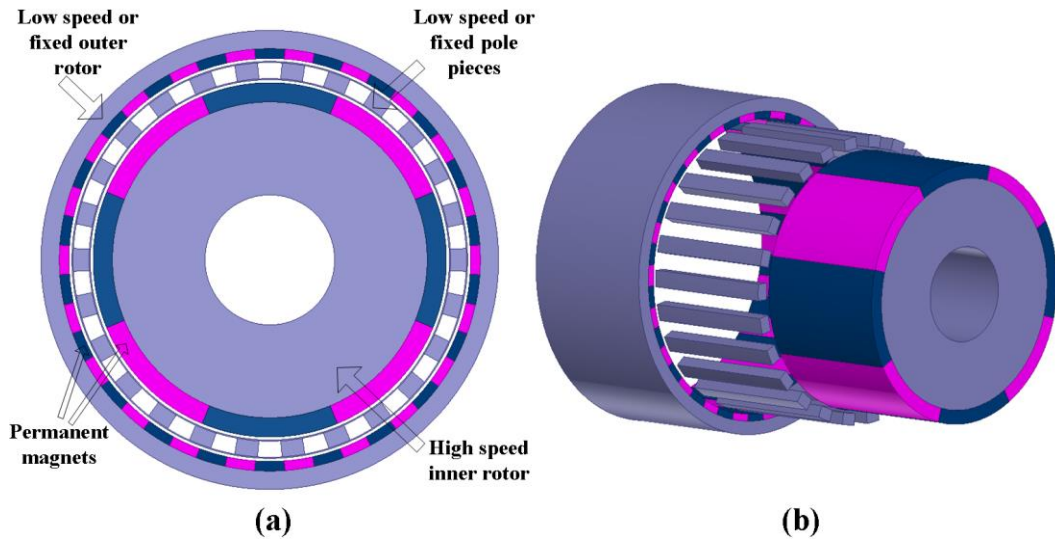 Low speed or
fixed outer
rotor
Low speed or
fixed pole
pieces
Permanent
magnets
High speed
inner rotor
(a)
(b)